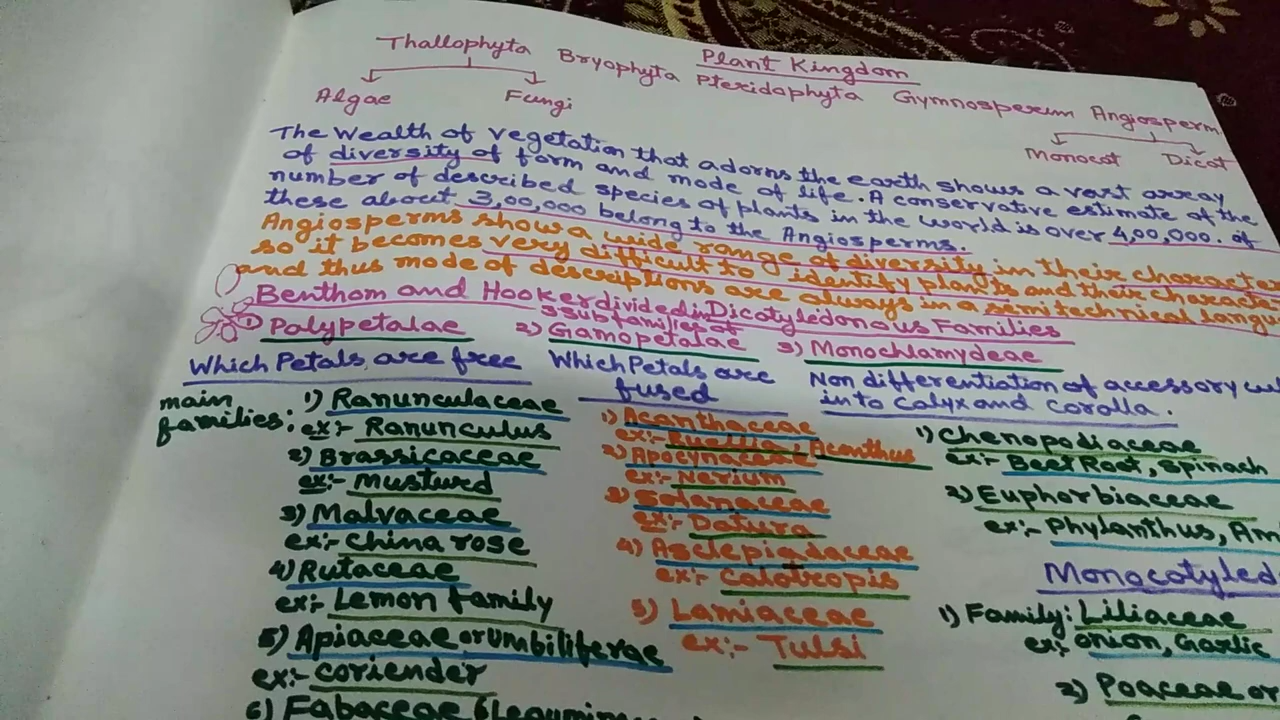 Plant Kingdom
Thallophyta Bryophyta Pteridaphyta Gymnosperum Angiosperm
Algae Fungi
Monocot Dicot
The Wealth of vegetation that adorns the earth shows a vast array
of diversity of form and mode of life. A conservative estimate of the
number of described species of plants in the world is over 4,00,000. of
these about 3,00,000 belong to the Angiosperms.
Angiosperms show a wide range of diversity in their character
so it becomes very difficult to identify plants and their character
and thus mode of descriptions are always in a semi technical langu
Benthom and Hooker divided in Dicotyledonous Families
3 subfamilies of
1) Polypetalae 2) Gamopetalae 3) Monochlamydeae
Which Petals are free
Which Petals are
fused
Non differentiation of accessory
into Calyx and Corolla.
main
families:
1) Ranunculaceae
ex:- Ranunculus
2) Brassicaceae
ex:- Musturd
3) Malvaceae
ex:- China rose
4) Rutaceae
ex:- Lemon family
5) Apiaceae or Umbiliferae
ex:- Coriender
6) Fabaceae (Legumin
1) Acanthaceae
ex:- Ruellia, Acanthus
2) Apocynaceae
ex:- Nerium
3) Solanaceae
ex:- Datura
4) Asclepiadaceae
ex:- Calotropis
5) Lamiaceae
ex:- Tulsi
1) Chenopodiaceae
ex:- Beet Root, Spinach
2) Euphorbiaceae
ex:- Phylanthus, Am
Monocotyled
1) Family: Liliaceae
ex:- onion, Garlic
2) Poaceae or